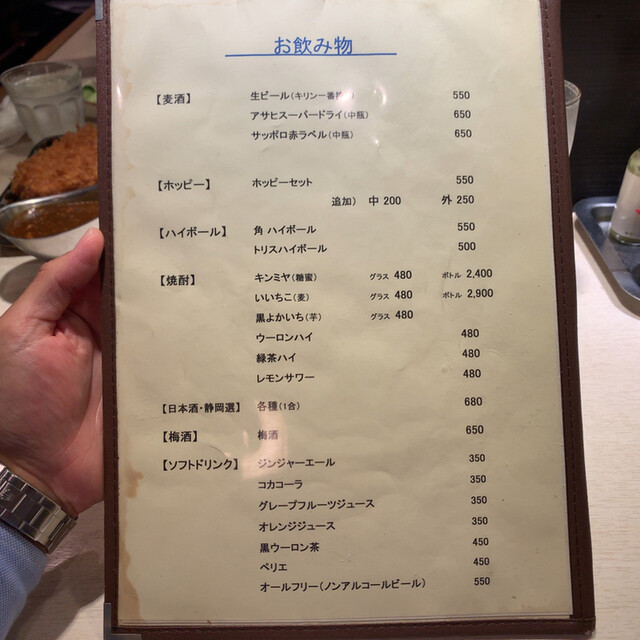 お飲み物
【麦酒】 生ビール(キリン一番 550
アサヒスーパードライ(中瓶) 650
サッポロ赤ラベル(中瓶) 650
【ホッピー】 ホッピーセット 550
追加) 中 200 外 250
【ハイボール】 角 ハイボール 550
トリスハイボール 500
【焼酎】 キンミヤ(糖蜜) グラス 480 ボトル 2,400
いいちこ(麦) グラス 480 ボトル 2,900
黒よかいち(芋) グラス 480
ウーロンハイ 480
緑茶ハイ 480
レモンサワー 480
【日本酒・静岡選】 各種(1合) 680
【梅酒】 梅酒 650
【ソフトドリンク】 ジンジャーエール 350
コカコーラ 350
グレープフルーツジュース 350
オレンジジュース 350
黒ウーロン茶 450
ペリエ 450
オールフリー(ノンアルコールビール) 550